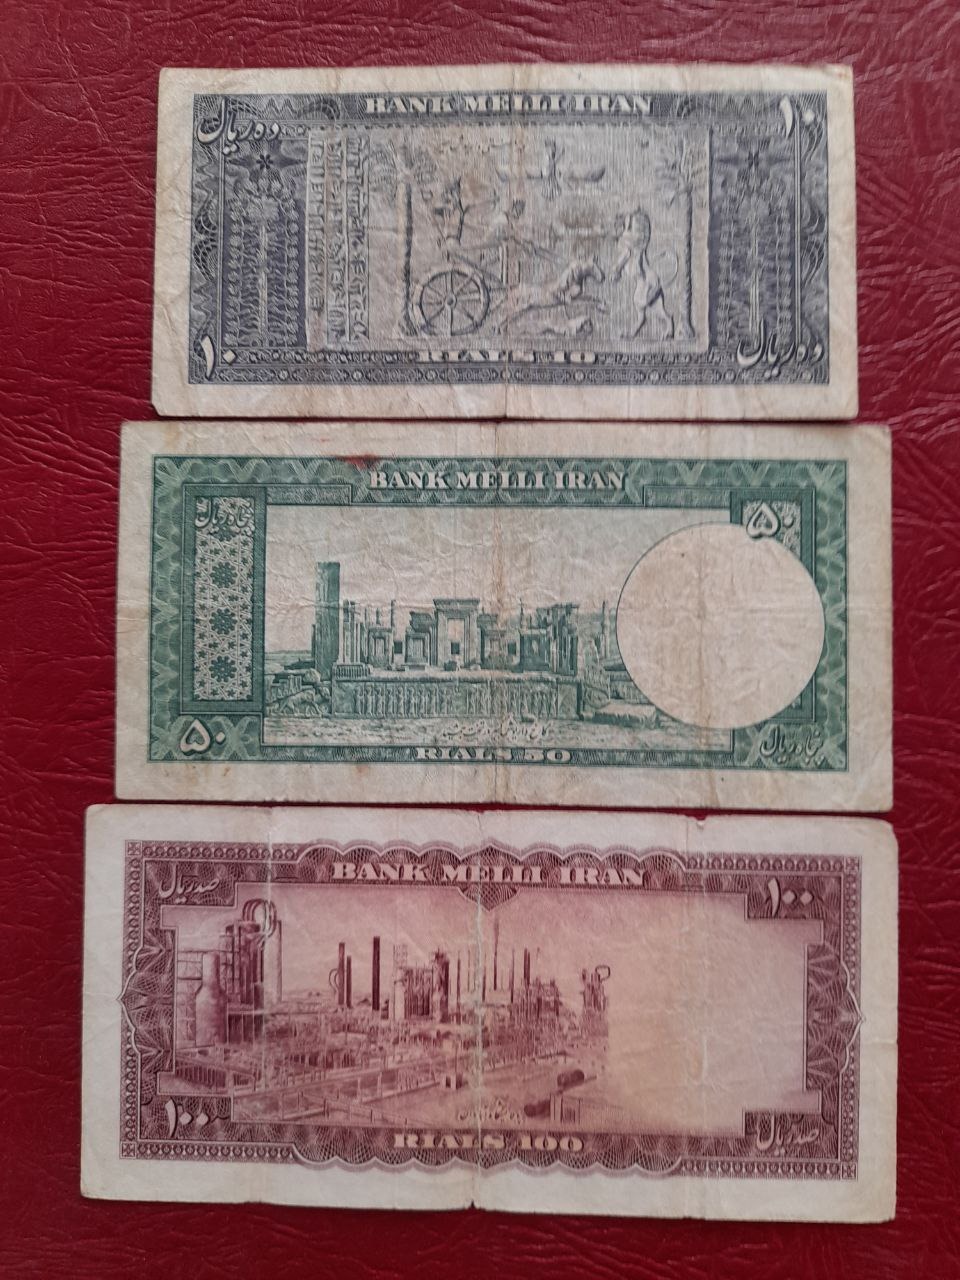 BANK MELLI IRAN
ده ریال
۱۰
۱۰
RIALS 10
ده ریال
BANK MELLI IRAN
پنجاه ریال
۵۰
۵۰
RIALS 50
پنجاه ریال
BANK MELLI IRAN
صد ریال
۱۰۰
۱۰۰
RIALS 100
صد ریال